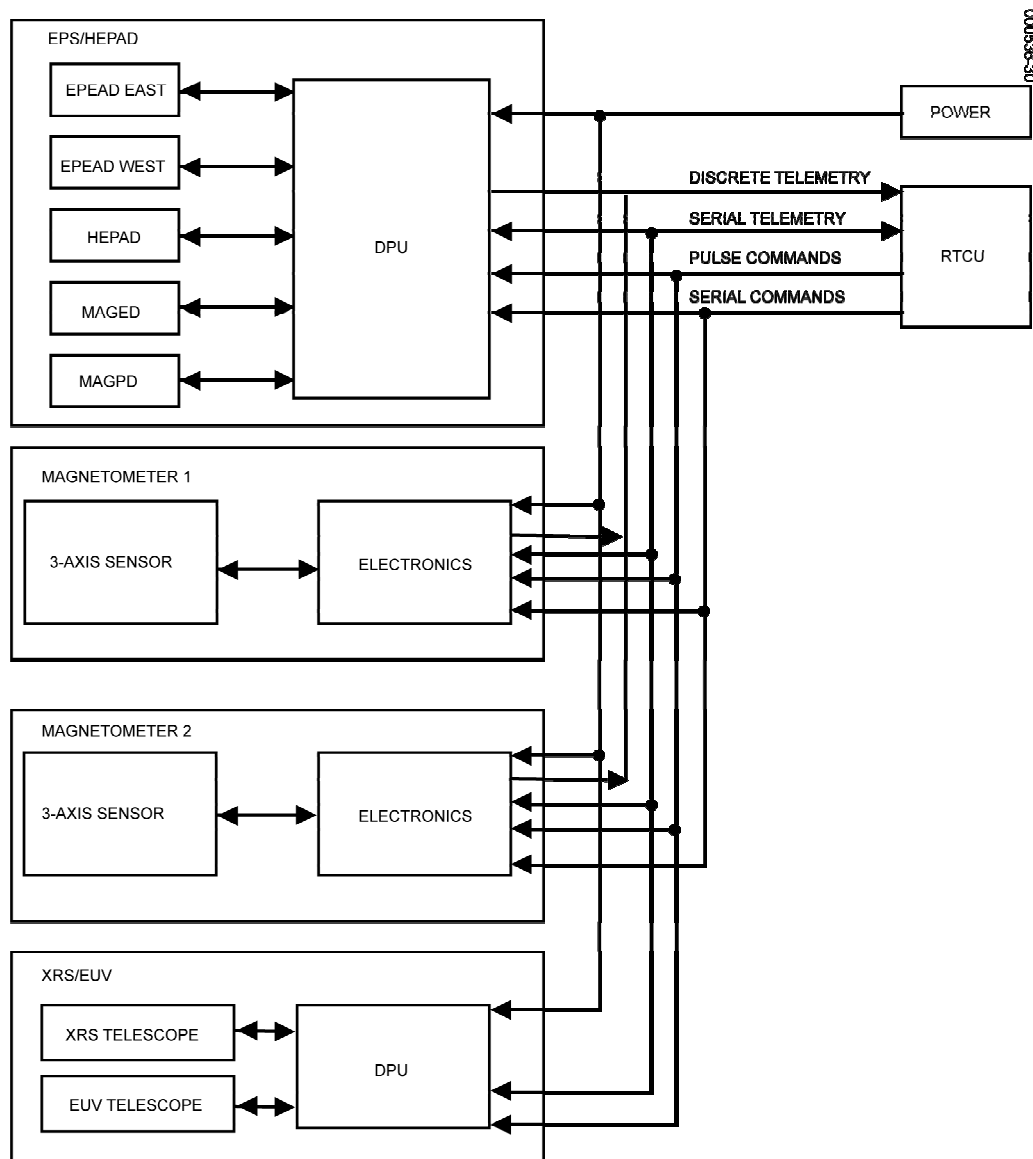 000536-30
EPS/HEPAD
EPEAD EAST
EPEAD WEST
HEPAD
MAGED
MAGPD
DPU
POWER
DISCRETE TELEMETRY
SERIAL TELEMETRY
PULSE COMMANDS
SERIAL COMMANDS
RTCU
MAGNETOMETER 1
3-AXIS SENSOR
ELECTRONICS
MAGNETOMETER 2
3-AXIS SENSOR
ELECTRONICS
XRS/EUV
XRS TELESCOPE
EUV TELESCOPE
DPU